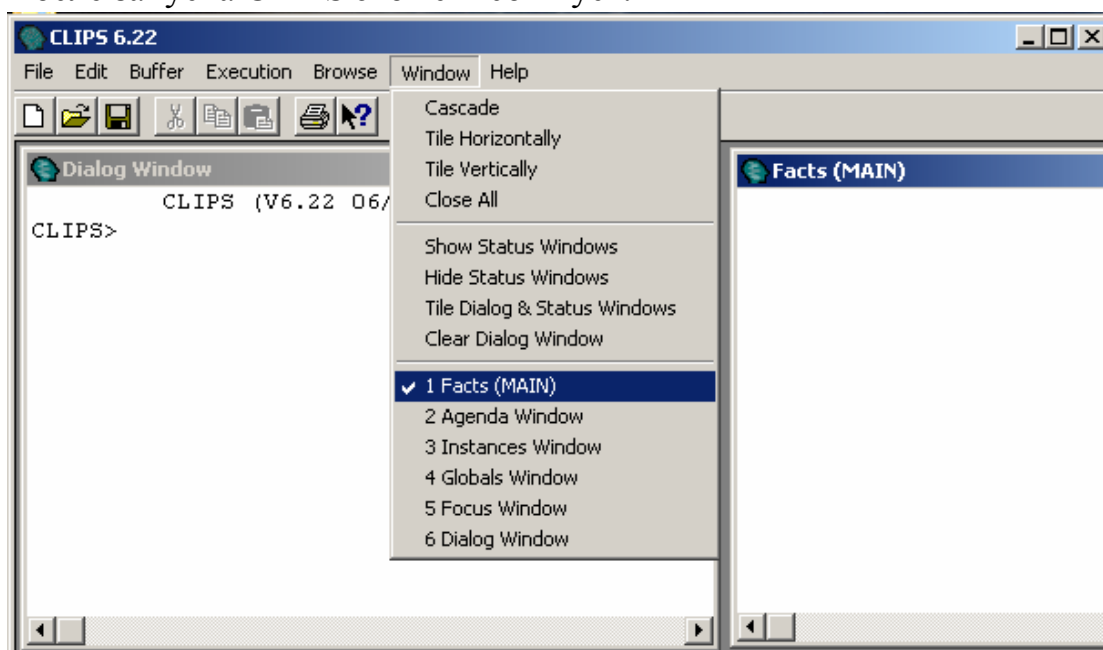 CLIPS 6.22
File Edit Buffer Execution Browse Window Help
Cascade
Tile Horizontally
Tile Vertically
Close All
Show Status Windows
Hide Status Windows
Tile Dialog & Status Windows
Clear Dialog Window
1 Facts (MAIN)
2 Agenda Window
3 Instances Window
4 Globals Window
5 Focus Window
6 Dialog Window
Dialog Window
CLIPS (V6.22 06/
CLIPS>
Facts (MAIN)